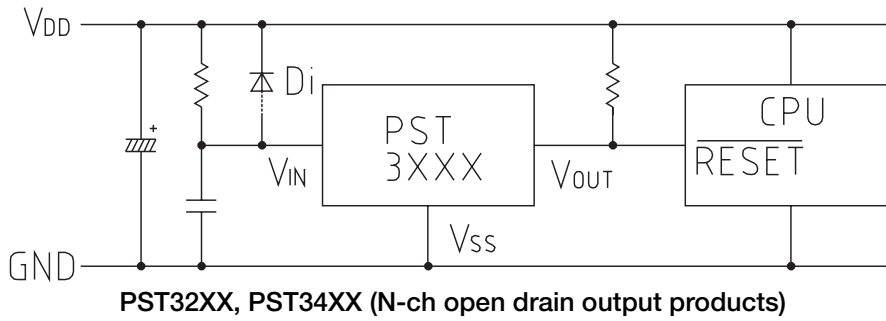 VDD
+
Di
PST
3XXX
CPU
RESET
VIN
VOUT
VSS
GND
PST32XX, PST34XX (N-ch open drain output products)